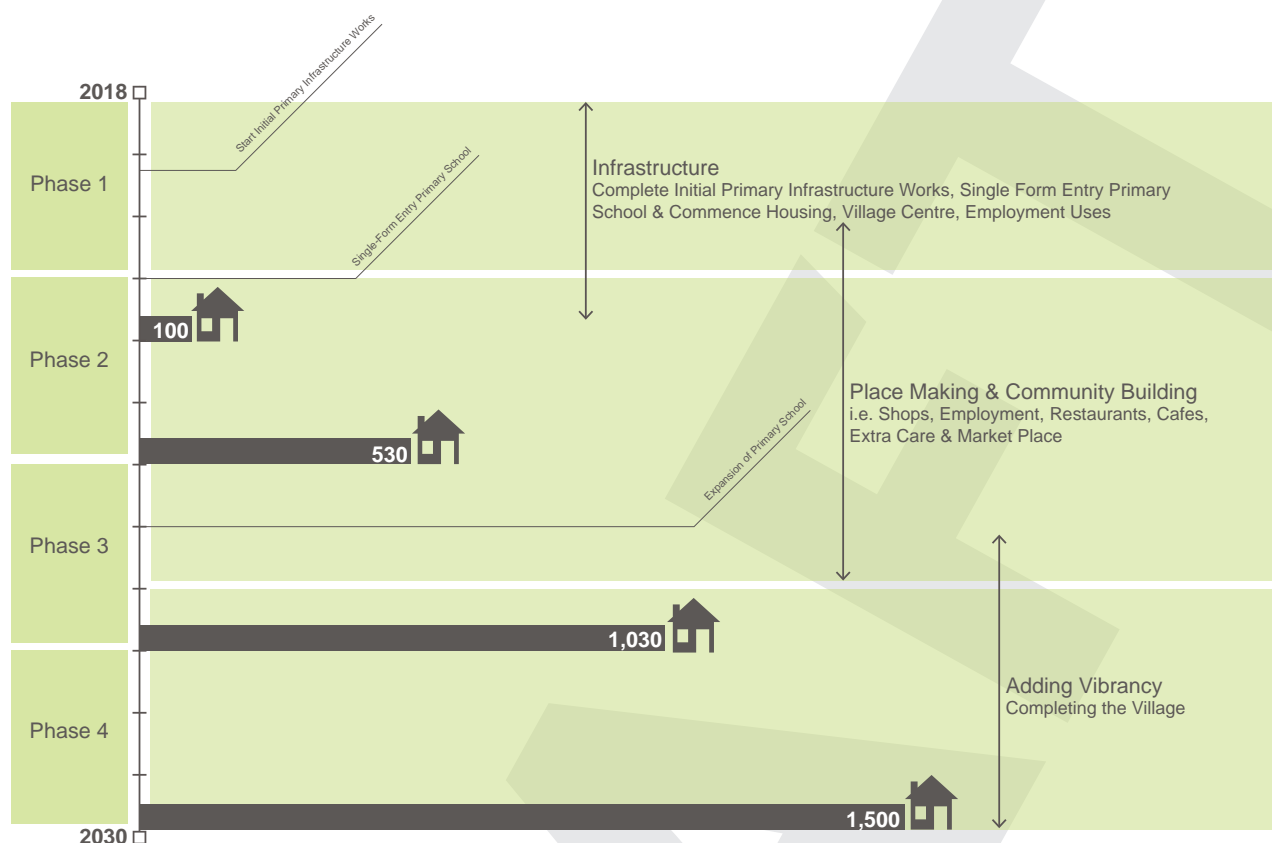 Start Initial Primary Infrastructure Works
2018
Phase 1
Infrastructure
Complete Initial Primary Infrastructure Works, Single Form Entry Primary
School & Commence Housing, Village Centre, Employment Uses
Single-Form Entry Primary School
100
Phase 2
Place Making & Community Building
i.e. Shops, Employment, Restaurants, Cafes,
Extra Care & Market Place
530
Expansion of Primary School
Phase 3
1,030
Adding Vibrancy
Completing the Village
Phase 4
1,500
2030